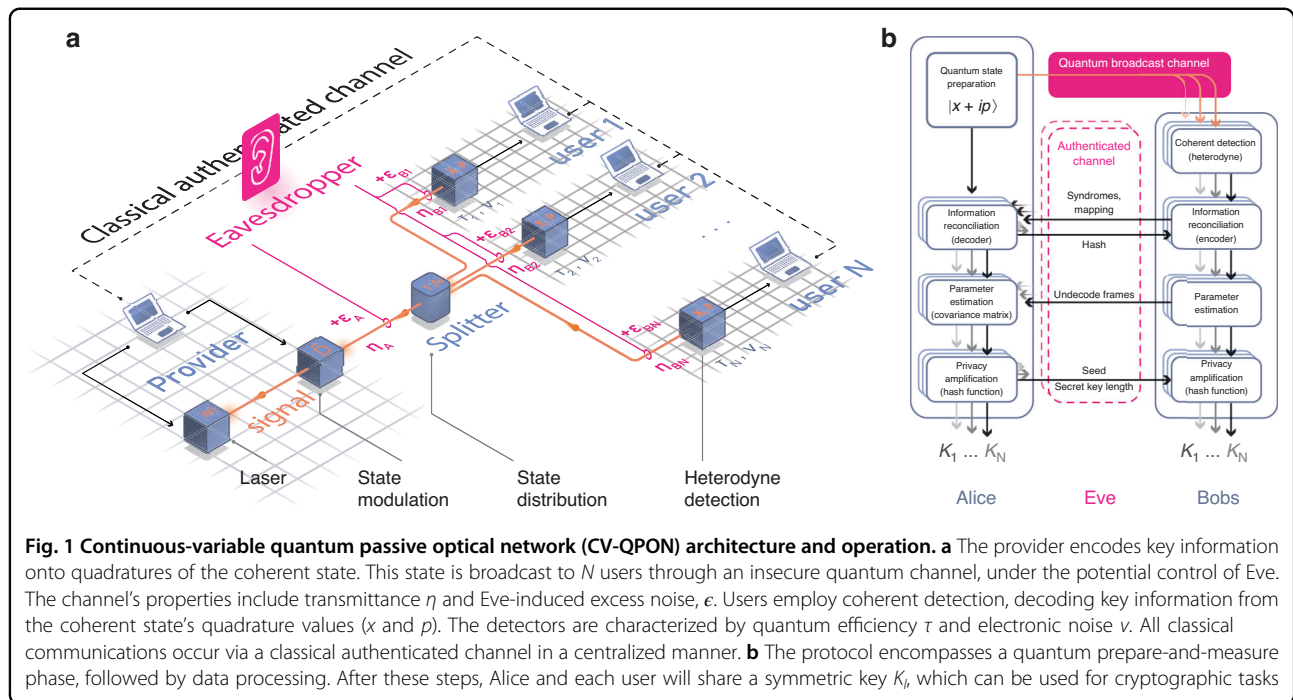 a
Classical authenticated channel
Eavesdropper
+ε_B1
η_B1
τ_1, v_1
X P
user 1
+ε_B2
η_B2
τ_2, v_2
user 2
+ε_BN
η_BN
X/P
τ_N, v_N
user N
Provider
signal
+ε_A
η_A
Splitter
Laser
State
modulation
State
distribution
Heterodyne
detection
b
Quantum state
preparation
|x + ip⟩
Quantum broadcast channel
Authenticated
channel
Coherent detection
(heterodyne)
Syndromes,
mapping
Information
reconciliation
(decoder)
Hash
Information
reconciliation
(encoder)
Parameter
estimation
(covariance matrix)
Undecode frames
Parameter
estimation
Privacy
amplification
(hash function)
Seed
Secret key length
Privacy
amplification
(hash function)
K_1 ... K_N
K_1 ... K_N
Alice
Eve
Bobs
Fig. 1 Continuous-variable quantum passive optical network (CV-QPON) architecture and operation. a The provider encodes key information
onto quadratures of the coherent state. This state is broadcast to N users through an insecure quantum channel, under the potential control of Eve.
The channel's properties include transmittance η and Eve-induced excess noise, ϵ. Users employ coherent detection, decoding key information from
the coherent state's quadrature values (x and p). The detectors are characterized by quantum efficiency τ and electronic noise v. All classical
communications occur via a classical authenticated channel in a centralized manner. b The protocol encompasses a quantum prepare-and-measure
phase, followed by data processing. After these steps, Alice and each user will share a symmetric key K_i, which can be used for cryptographic tasks